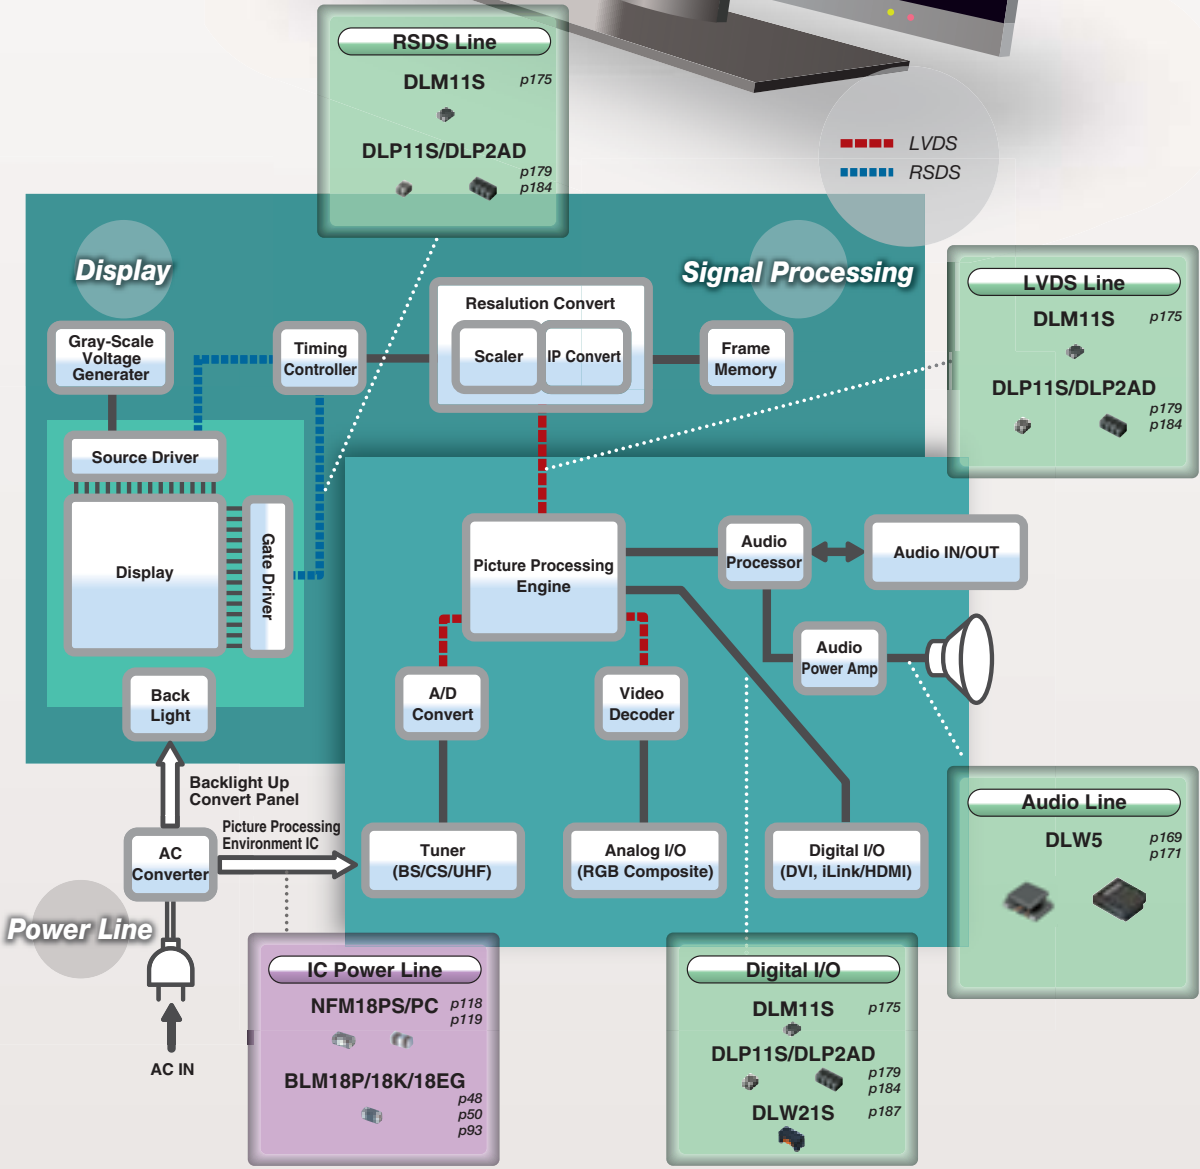 RSDS Line
DLM11S p175
DLP11S/DLP2AD
p179
p184
LVDS
RSDS
Display
Signal Processing
LVDS Line
DLM11S p175
DLP11S/DLP2AD
p179
p184
Gray-Scale
Voltage
Generater
Timing
Controller
Resalution Convert
Scaler
IP Convert
Frame
Memory
Source Driver
Display
Gate Driver
Back
Light
Picture Processing
Engine
Audio
Processor
Audio IN/OUT
Audio
Power Amp
A/D
Convert
Video
Decoder
Backlight Up
Convert Panel
Picture Processing
Environment IC
AC
Converter
Tuner
(BS/CS/UHF)
Analog I/O
(RGB Composite)
Digital I/O
(DVI, iLink/HDMI)
Audio Line
DLW5 p169
p171
Power Line
AC IN
IC Power Line
NFM18PS/PC p118
p119
BLM18P/18K/18EG
p48
p50
p93
Digital I/O
DLM11S p175
DLP11S/DLP2AD
p179
p184
DLW21S p187